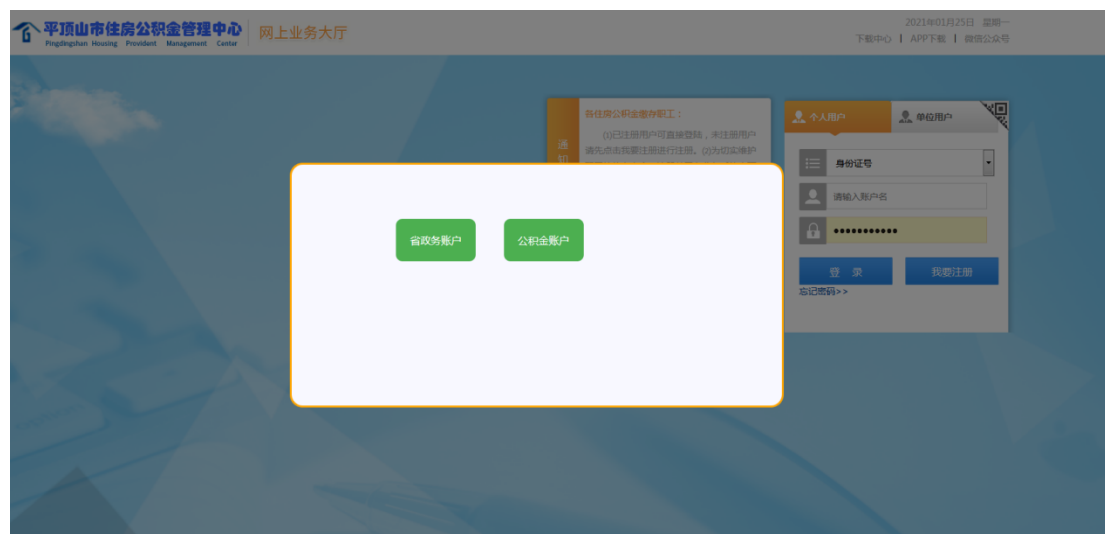 平顶山市住房公积金管理中心
Pingdingshan Housing Provident Management Center
网上业务大厅
2021年01月25日 星期一
下载中心 | APP下载 | 微信公众号
通知
各住房公积金缴存职工：
(1)已注册用户可直接登陆，未注册用户
请先点击我要注册进行注册。(2)为切实维护
个人用户
单位用户
身份证号
请输入账户名
登 录
我要注册
忘记密码>>
省政务账户
公积金账户